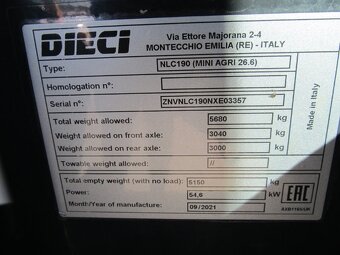 DIECI
Via Ettore Majorana 2-4
MONTECCHIO EMILIA (RE) - ITALY
Type: NLC190 (MINI AGRI 26.6)
Homologation n°:
Serial n°: ZNVNLC190NXE03357
Total weight allowed: 5680 kg
Weight allowed on front axle: 3040 kg
Weight allowed on rear axle: 3000 kg
Towable weight allowed: // kg
Total empty weight (with no load): 5150 kg
Power: 54,6 kW
Month/Year of manufacture: 09/2021
Made in Italy
EAC